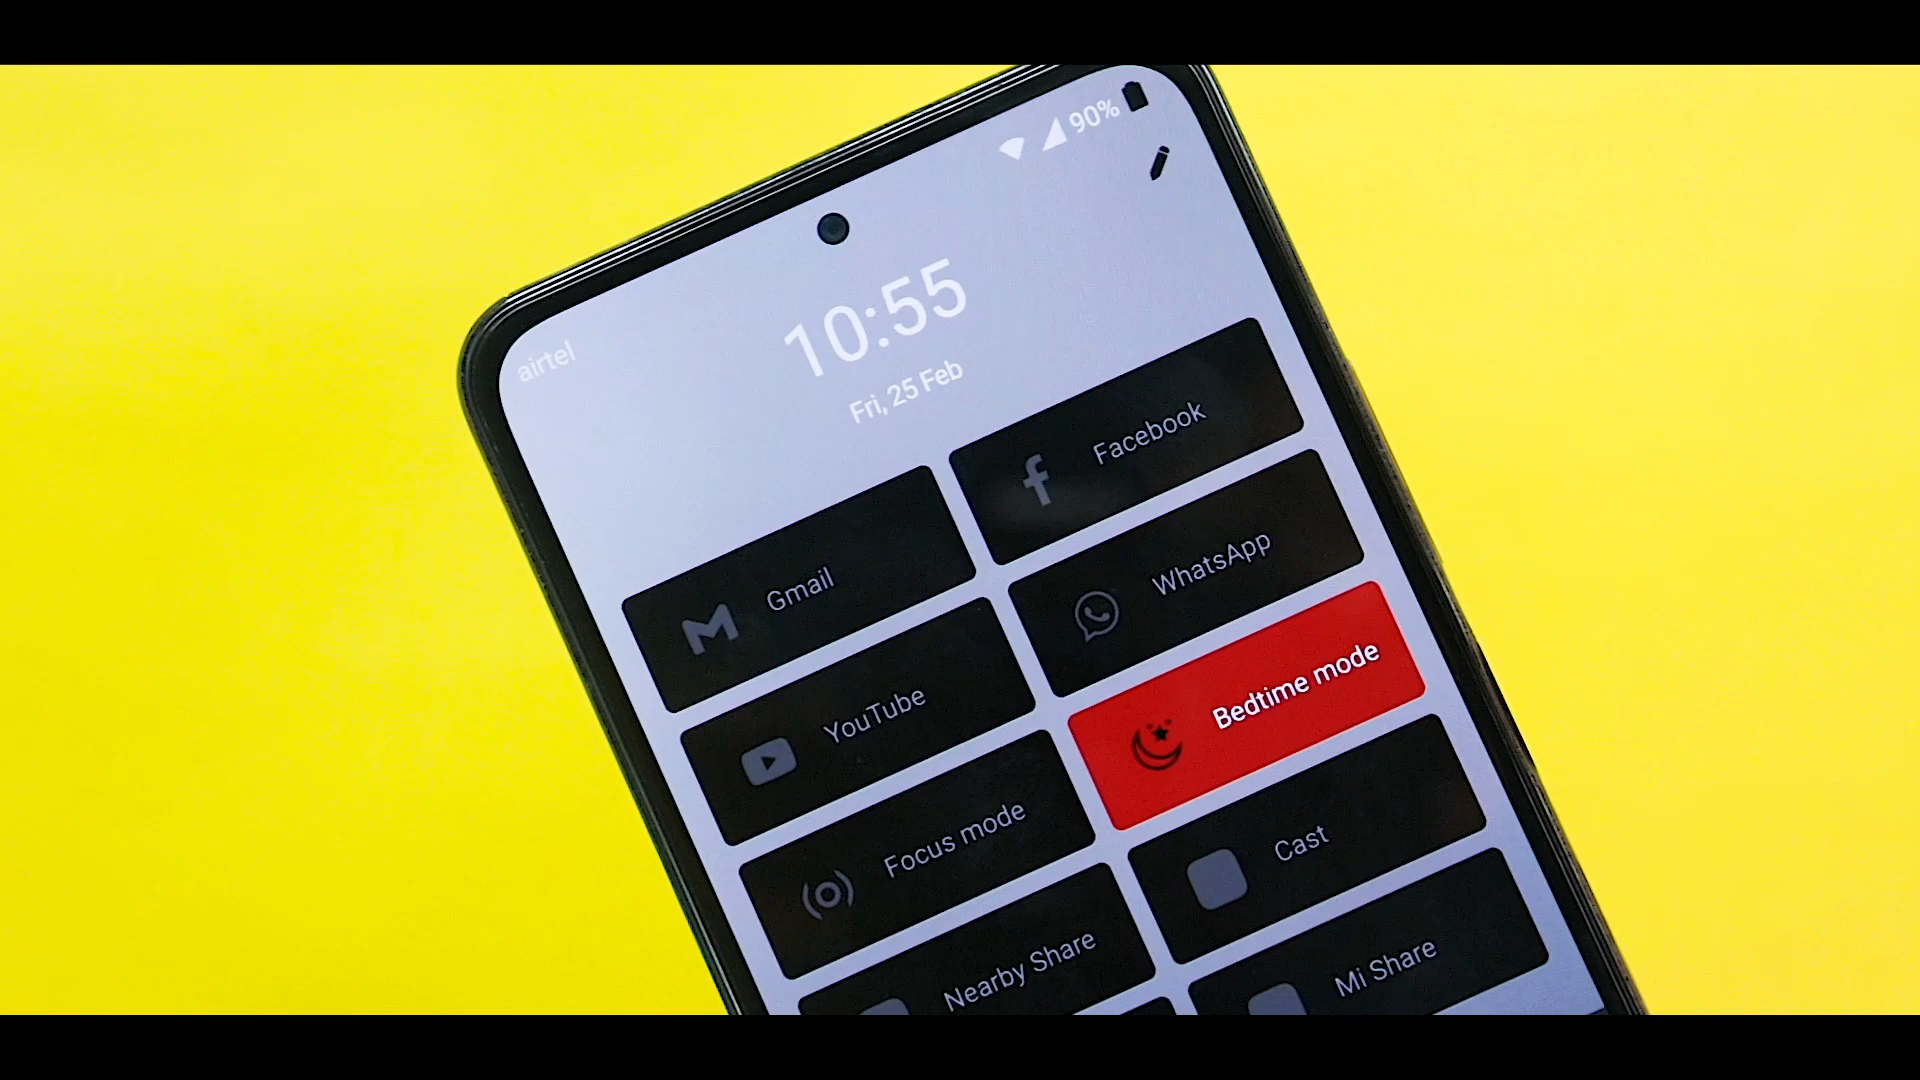 airtel
90%
10:55
Fri, 25 Feb
Gmail
Facebook
YouTube
WhatsApp
Focus mode
Bedtime mode
Nearby Share
Cast
Mi Share